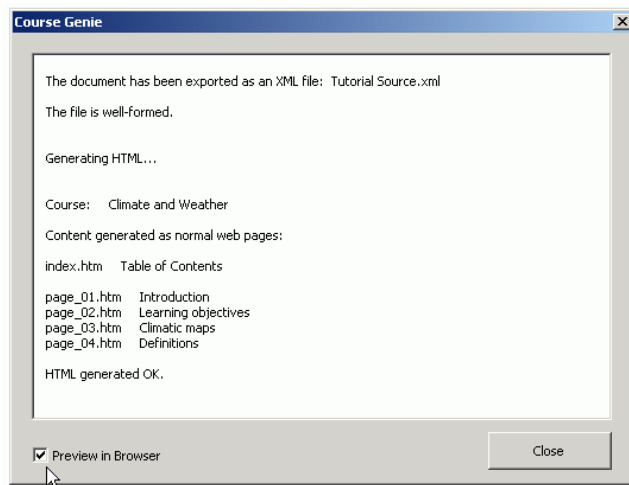 Course Genie
The document has been exported as an XML file: Tutorial Source.xml
The file is well-formed.
Generating HTML...
Course: Climate and Weather
Content generated as normal web pages:
index.htm Table of Contents
page_01.htm Introduction
page_02.htm Learning objectives
page_03.htm Climatic maps
page_04.htm Definitions
HTML generated OK.
Preview in Browser
Close